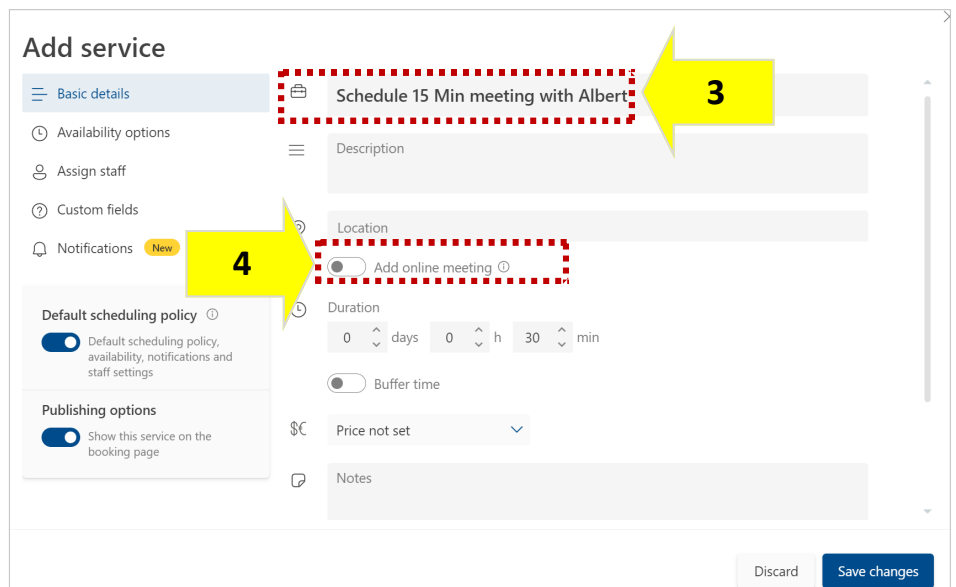 Add service
Basic details
Availability options
Assign staff
Custom fields
Notifications New
Default scheduling policy
Default scheduling policy,
availability, notifications and
staff settings
Publishing options
Show this service on the
booking page
Schedule 15 Min meeting with Albert
3
Description
Location
4
Add online meeting
Duration
0 days 0 h 30 min
Buffer time
$€ Price not set
Notes
Discard Save changes